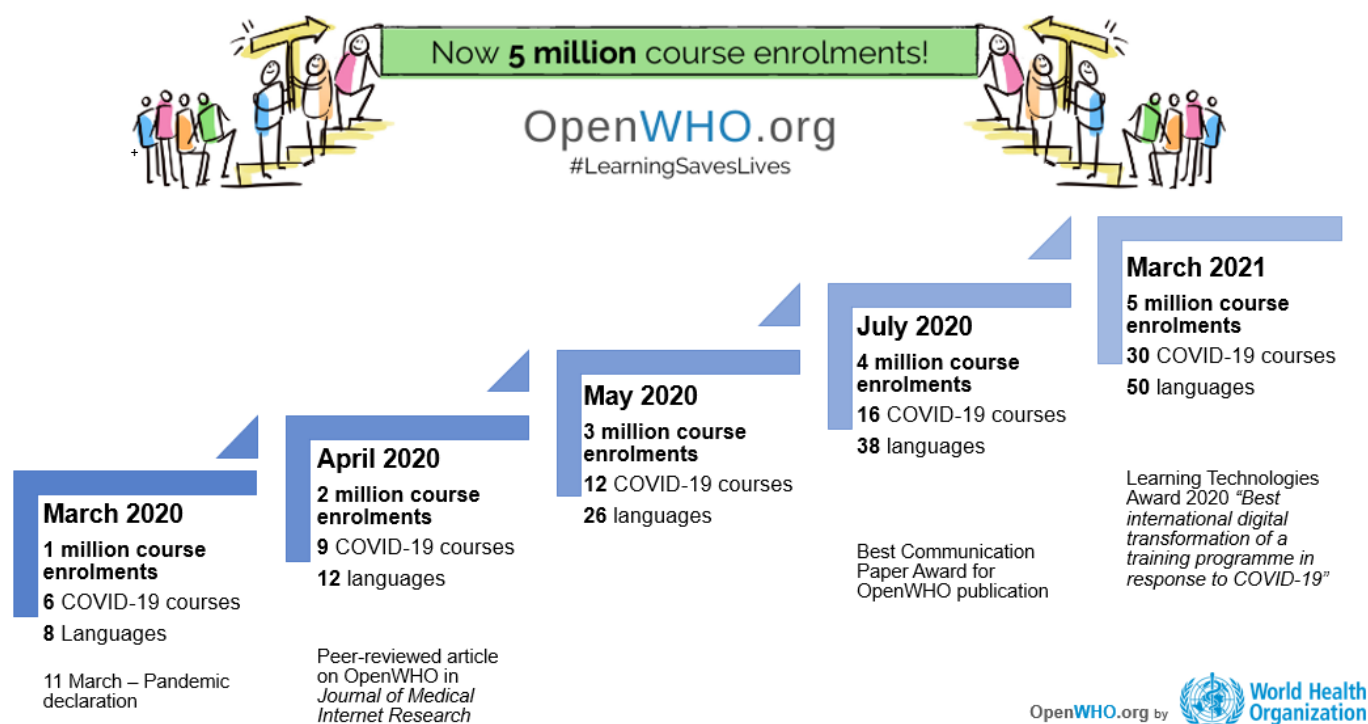 Now 5 million course enrolments!
OpenWHO.org
#LearningSavesLives
+
March 2020
1 million course
enrolments
6 COVID-19 courses
8 Languages
11 March – Pandemic
declaration
April 2020
2 million course
enrolments
9 COVID-19 courses
12 languages
Peer-reviewed article
on OpenWHO in
Journal of Medical
Internet Research
May 2020
3 million course
enrolments
12 COVID-19 courses
26 languages
July 2020
4 million course
enrolments
16 COVID-19 courses
38 languages
Best Communication
Paper Award for
OpenWHO publication
March 2021
5 million course
enrolments
30 COVID-19 courses
50 languages
Learning Technologies
Award 2020 “Best
international digital
transformation of a
training programme in
response to COVID-19”
OpenWHO.org by
World Health
Organization